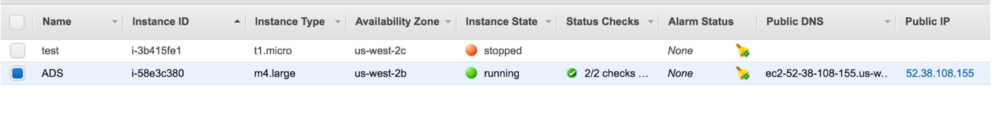 Name Instance ID Instance Type Availability Zone Instance State Status Checks Alarm Status Public DNS Public IP
test i-3b415fe1 t1.micro us-west-2c stopped None
ADS i-58e3c380 m4.large us-west-2b running 2/2 checks ... None ec2-52-38-108-155.us-w.. 52.38.108.155